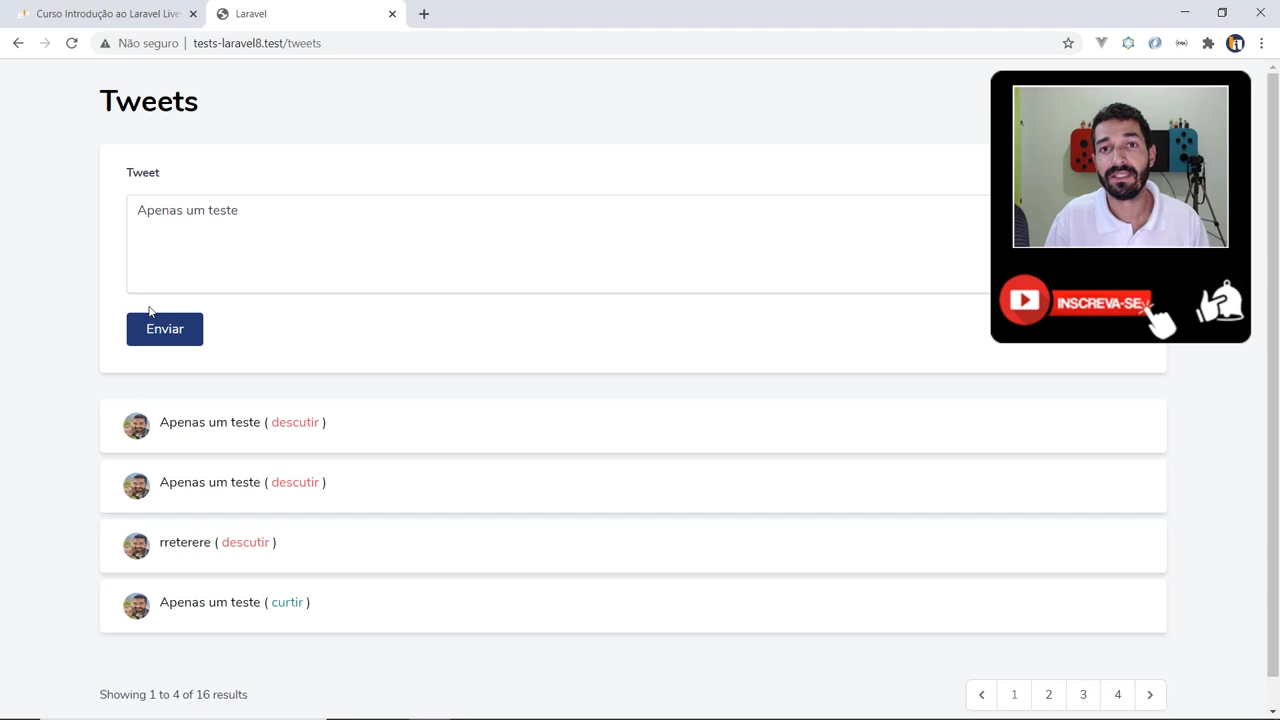 Curso Introdução ao Laravel Live
Laravel
Não seguro
tests-laravel8.test/tweets
Tweets
Tweet
Apenas um teste
Enviar
INSCREVA-SE
Apenas um teste ( descutir )
Apenas um teste ( descutir )
rreterere ( descutir )
Apenas um teste ( curtir )
Showing 1 to 4 of 16 results
1 2 3 4